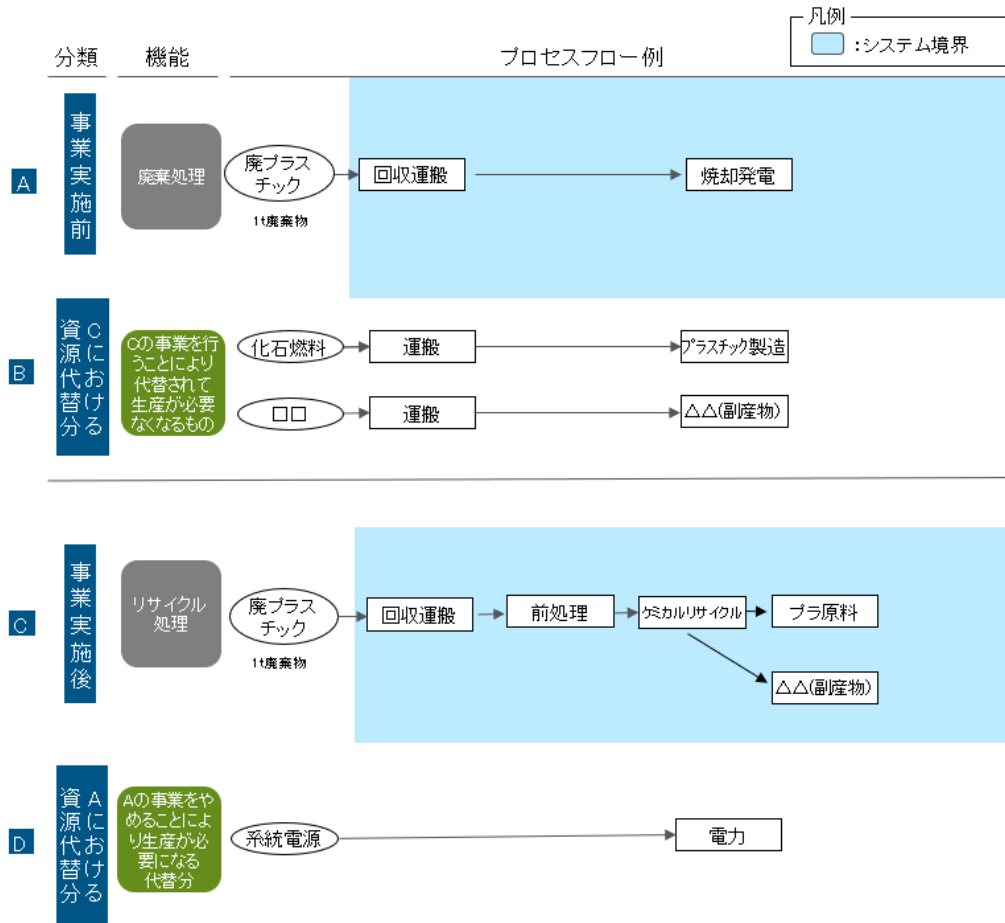 凡例
:システム境界
分類
機能
プロセスフロー例
A
事業実施前
廃棄処理
廃プラス
チック
1t廃棄物
回収運搬
焼却発電
B
Cにおける
資源代替分
Cの事業を行
うことにより
代替されて
生産が必要
なくなるもの
化石燃料
運搬
プラスチック製造
□□
運搬
△△(副産物)
C
事業実施後
リサイクル
処理
廃プラス
チック
1t廃棄物
回収運搬
前処理
ケミカルリサイクル
プラ原料
△△(副産物)
D
Aにおける
資源代替分
Aの事業をや
めることによ
り生産が必
要になる
代替分
系統電源
電力